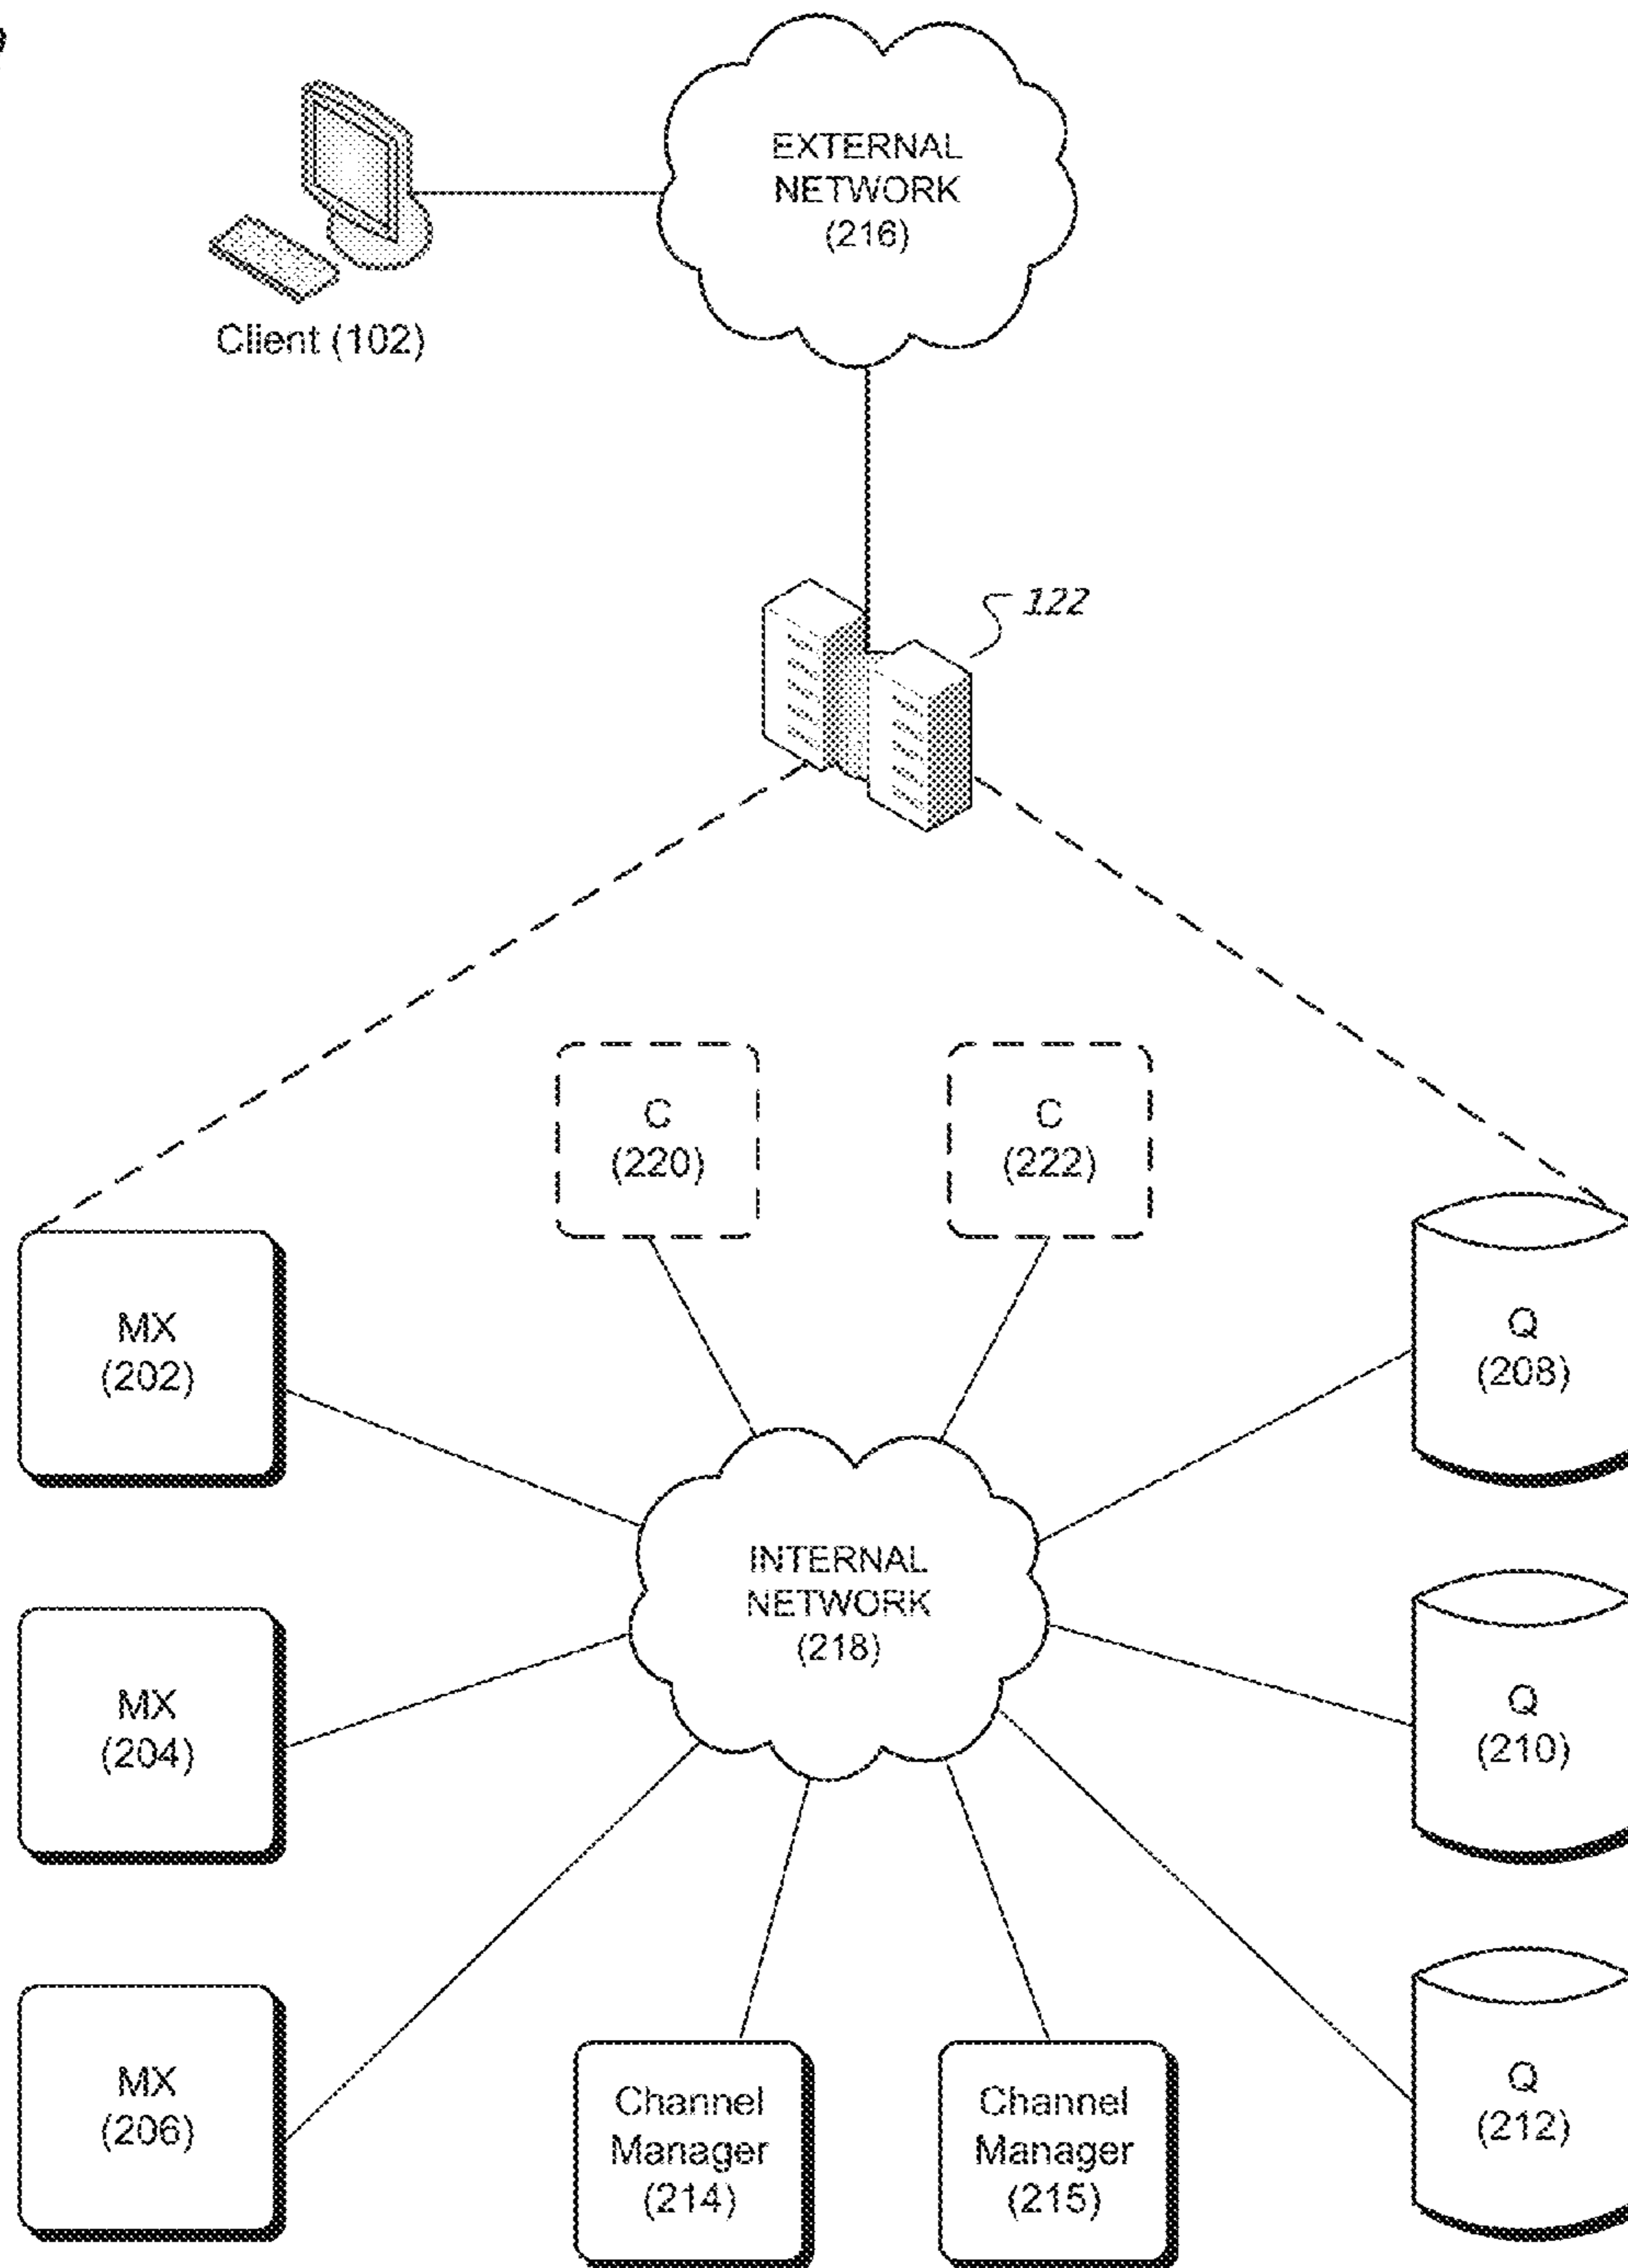 EXTERNAL
NETWORK
(216)
Client (102)
122
C
(220)
C
(222)
MX
(202)
Q
(208)
INTERNAL
NETWORK
(218)
MX
(204)
Q
(210)
MX
(206)
Channel
Manager
(214)
Channel
Manager
(215)
Q
(212)